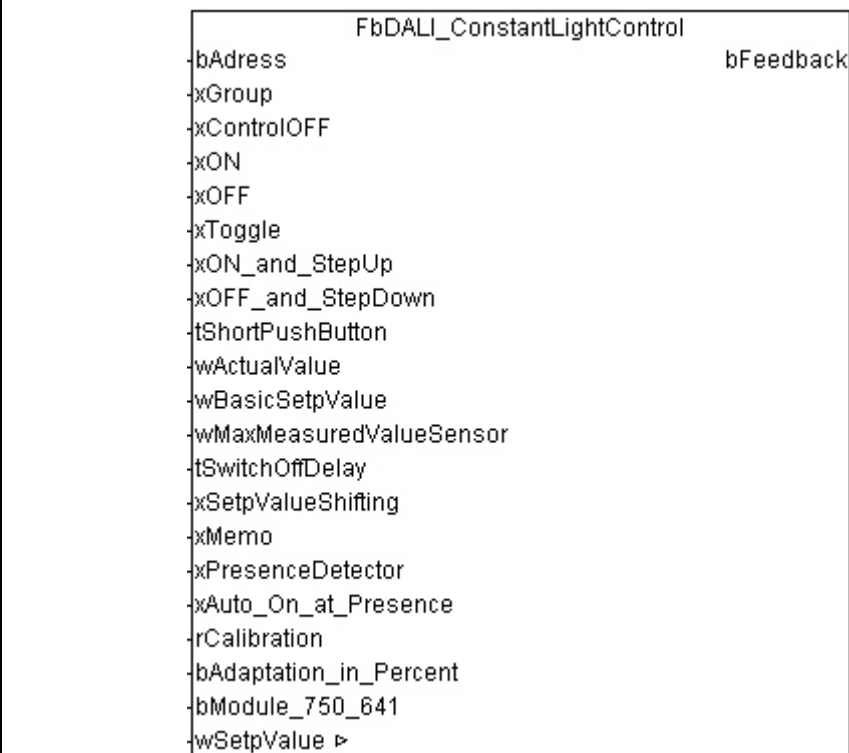 FbDALI_ConstantLightControl
bAdress bFeedback
xGroup
xControlOFF
xON
xOFF
xToggle
xON_and_StepUp
xOFF_and_StepDown
tShortPushButton
wActualValue
wBasicSetpValue
wMaxMeasuredValueSensor
tSwitchOffDelay
xSetpValueShifting
xMemo
xPresenceDetector
xAuto_On_at_Presence
rCalibration
bAdaptation_in_Percent
bModule_750_641
wSetpValue ▷